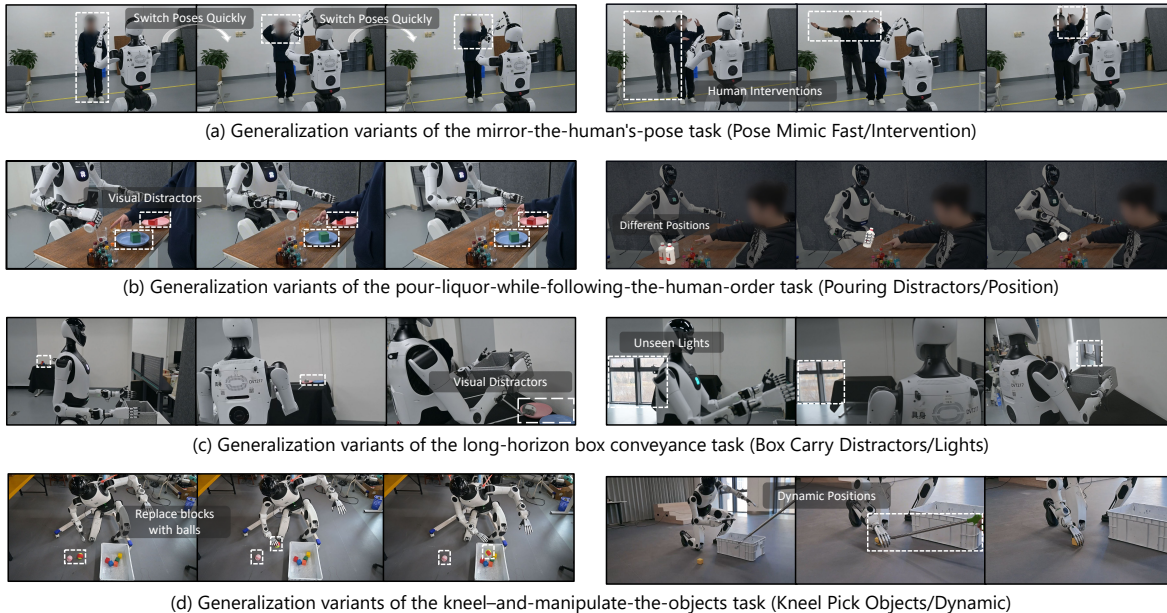 Switch Poses Quickly
Switch Poses Quickly
Human Interventions
(a) Generalization variants of the mirror-the-human's-pose task (Pose Mimic Fast/Intervention)
Visual Distractors
Different Positions
(b) Generalization variants of the pour-liquor-while-following-the-human-order task (Pouring Distractors/Position)
Visual Distractors
Unseen Lights
(c) Generalization variants of the long-horizon box conveyance task (Box Carry Distractors/Lights)
Replace blocks
with balls
Dynamic Positions
(d) Generalization variants of the kneel–and-manipulate-the-objects task (Kneel Pick Objects/Dynamic)